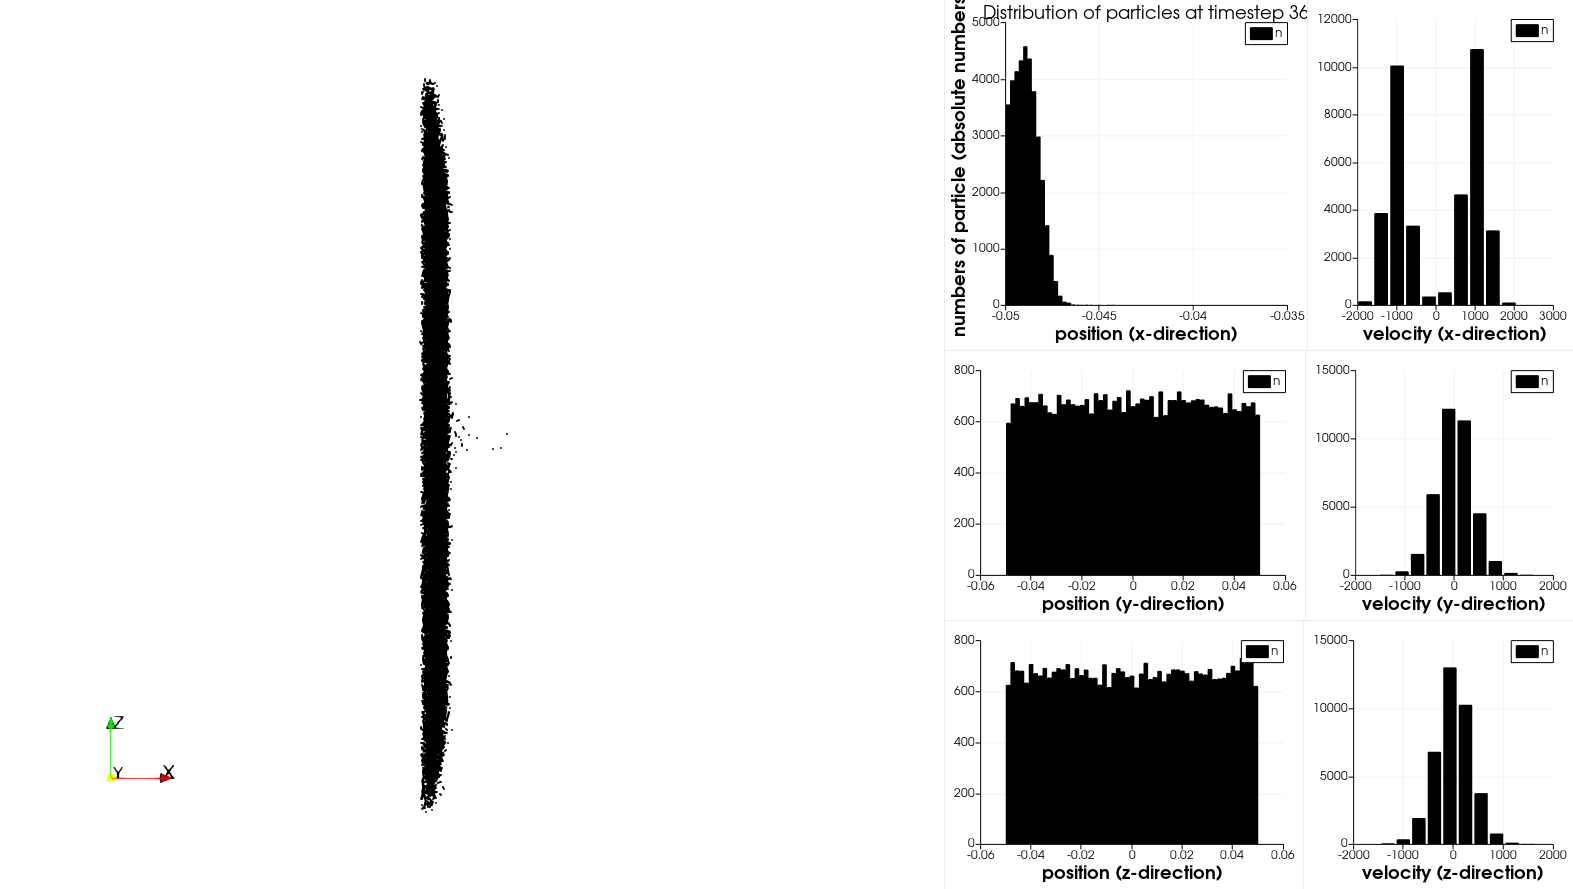 Distribution of particles at timestep 36
numbers of particle (absolute numbers
5000
4000
3000
2000
1000
0
-0.05 -0.045 -0.04 -0.035
position (x-direction)
n
12000
10000
8000
6000
4000
2000
0
-2000 -1000 0 1000 2000 3000
velocity (x-direction)
n
800
600
400
200
0
-0.06 -0.04 -0.02 0 0.02 0.04 0.06
position (y-direction)
n
15000
10000
5000
0
-2000 -1000 0 1000 2000
velocity (y-direction)
n
800
600
400
200
0
-0.06 -0.04 -0.02 0 0.02 0.04 0.06
position (z-direction)
n
15000
10000
5000
0
-2000 -1000 0 1000 2000
velocity (z-direction)
n
Z
Y X